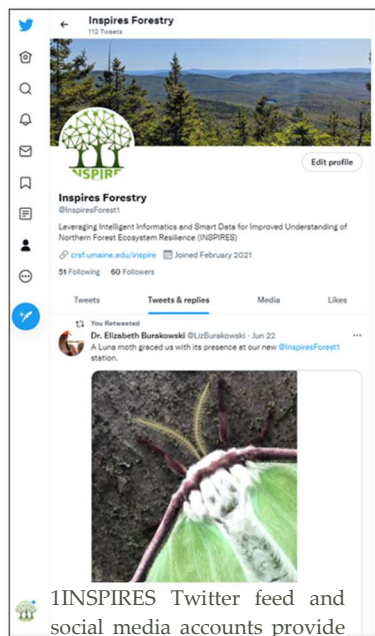 Inspires Forestry
112 Tweets
NSPIRE
Edit profile
Inspires Forestry
@InspiresForest1
Leveraging Intelligent Informatics and Smart Data for Improved Understanding of
Northern Forest Ecosystem Resilience (INSPIRES)
crsf.umaine.edu/inspire Joined February 2021
51 Following 60 Followers
Tweets Tweets & replies Media Likes
You Retweeted
Dr. Elizabeth Burakowski @LizBurakowski · Jun 22
A Luna moth graced us with its presence at our new @InspiresForest1
station.
1INSPIRES Twitter feed and
social media accounts provide